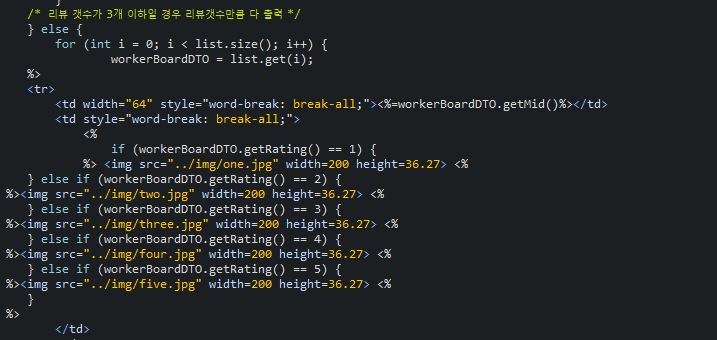 }
/* 리뷰 갯수가 3개 이하일 경우 리뷰갯수만큼 다 출력 */
} else {
for (int i = 0; i < list.size(); i++) {
workerBoardDTO = list.get(i);
%>
<tr>
<td width="64" style="word-break: break-all;"><%=workerBoardDTO.getMid()%></td>
<td style="word-break: break-all;">
<%
if (workerBoardDTO.getRating() == 1) {
%> <img src="../img/one.jpg" width=200 height=36.27> <%
} else if (workerBoardDTO.getRating() == 2) {
%><img src="../img/two.jpg" width=200 height=36.27> <%
} else if (workerBoardDTO.getRating() == 3) {
%><img src="../img/three.jpg" width=200 height=36.27> <%
} else if (workerBoardDTO.getRating() == 4) {
%><img src="../img/four.jpg" width=200 height=36.27> <%
} else if (workerBoardDTO.getRating() == 5) {
%><img src="../img/five.jpg" width=200 height=36.27> <%
}
%>
</td>